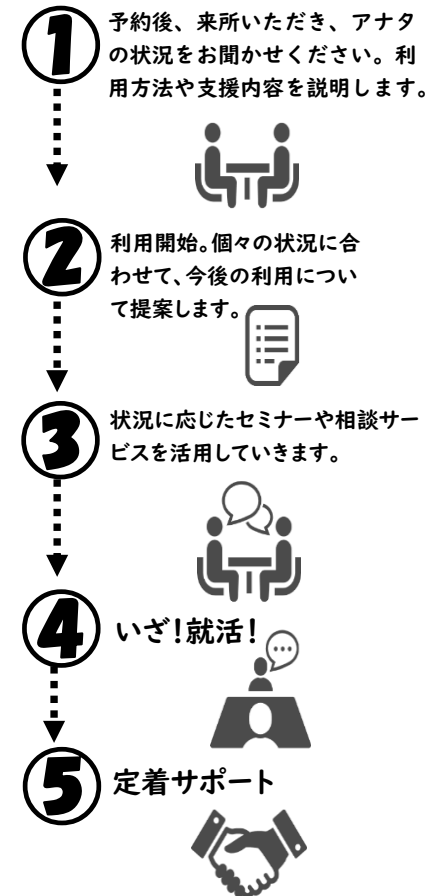 1
予約後、来所いただき、アナタ
の状況をお聞かせください。利
用方法や支援内容を説明します。
2
利用開始。個々の状況に合
わせて、今後の利用につい
て提案します。
3
状況に応じたセミナーや相談サー
ビスを活用していきます。
4
いざ!就活!
5
定着サポート